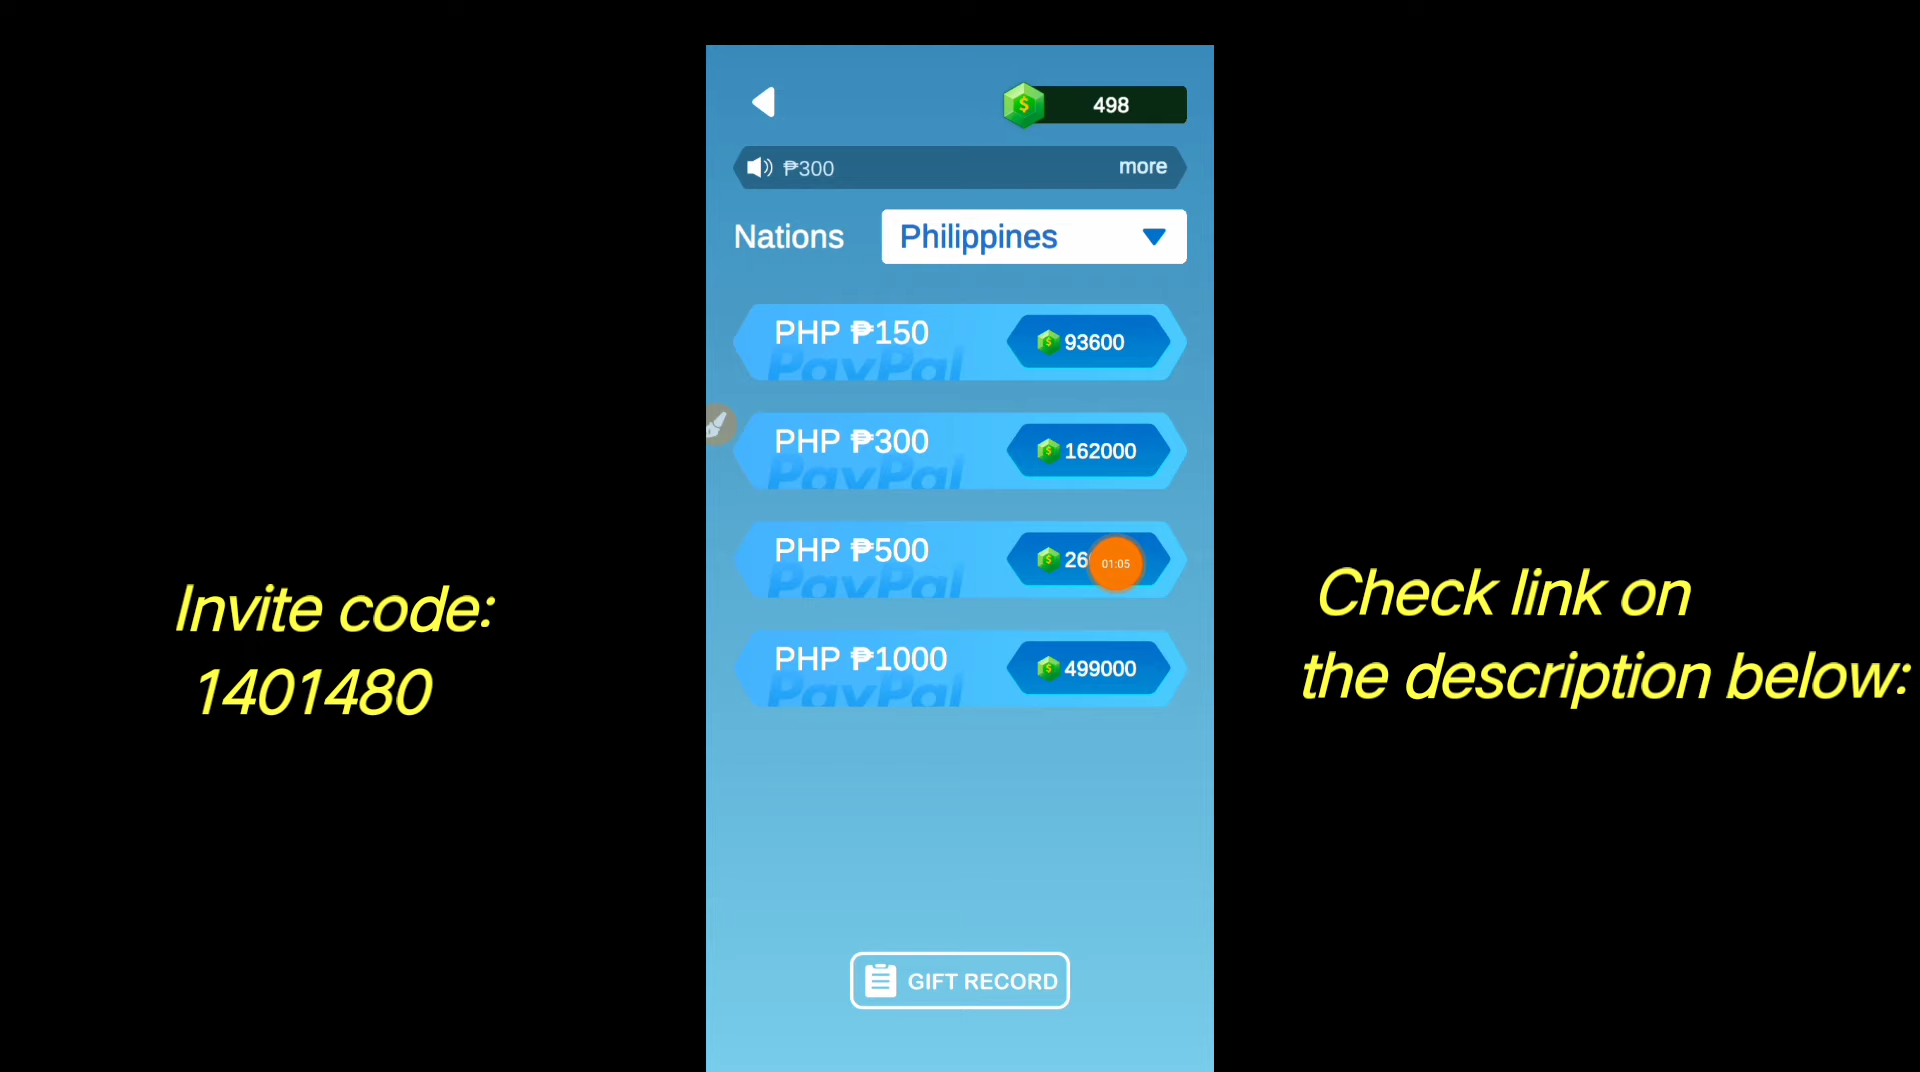 498
₱300 more
Nations Philippines
PHP ₱150 93600
PayPal
PHP ₱300 162000
PayPal
PHP ₱500
01:05
PayPal
PHP ₱1000 499000
PayPal
GIFT RECORD
Invite code:
1401480
Check link on
the description below: